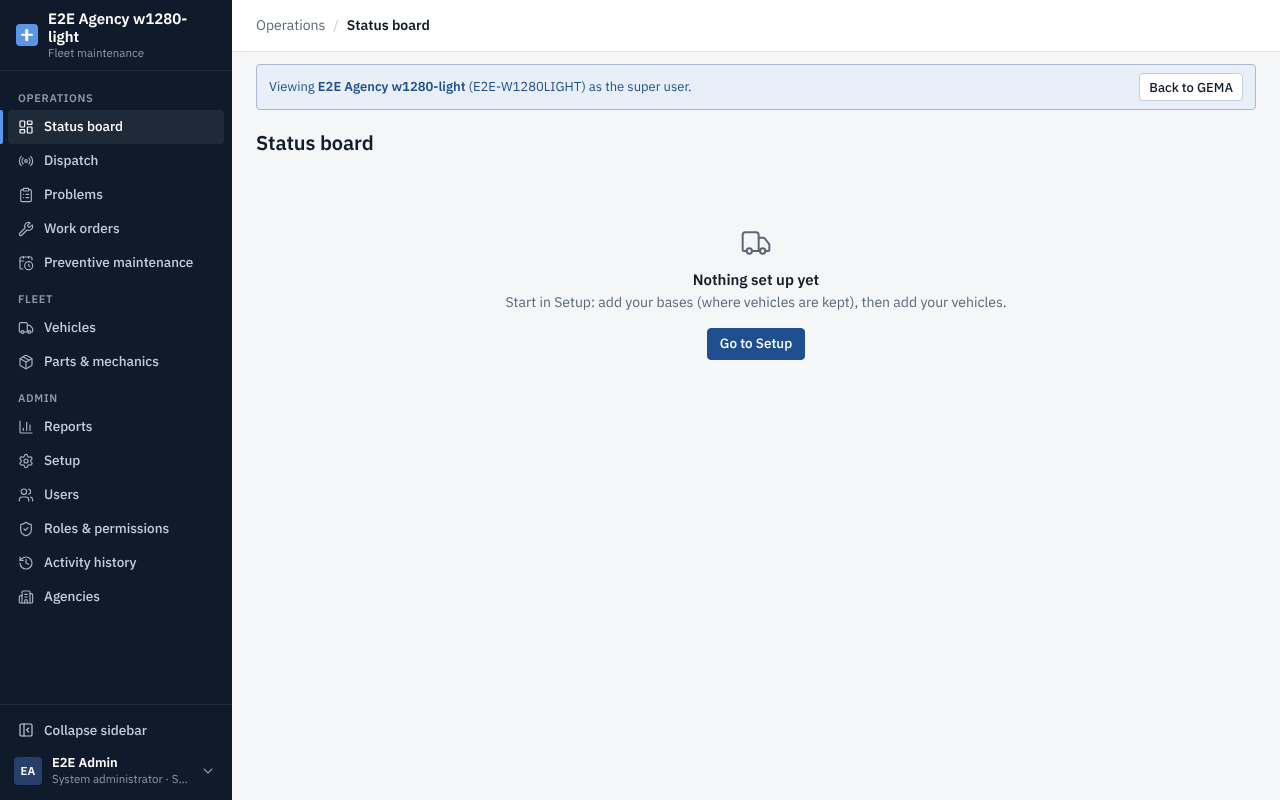 E2E Agency w1280-
light
Fleet maintenance
OPERATIONS
Status board
Dispatch
Problems
Work orders
Preventive maintenance
FLEET
Vehicles
Parts & mechanics
ADMIN
Reports
Setup
Users
Roles & permissions
Activity history
Agencies
Collapse sidebar
EA
E2E Admin
System administrator · S...
Operations / Status board
Viewing E2E Agency w1280-light (E2E-W1280LIGHT) as the super user.
Back to GEMA
Status board
Nothing set up yet
Start in Setup: add your bases (where vehicles are kept), then add your vehicles.
Go to Setup